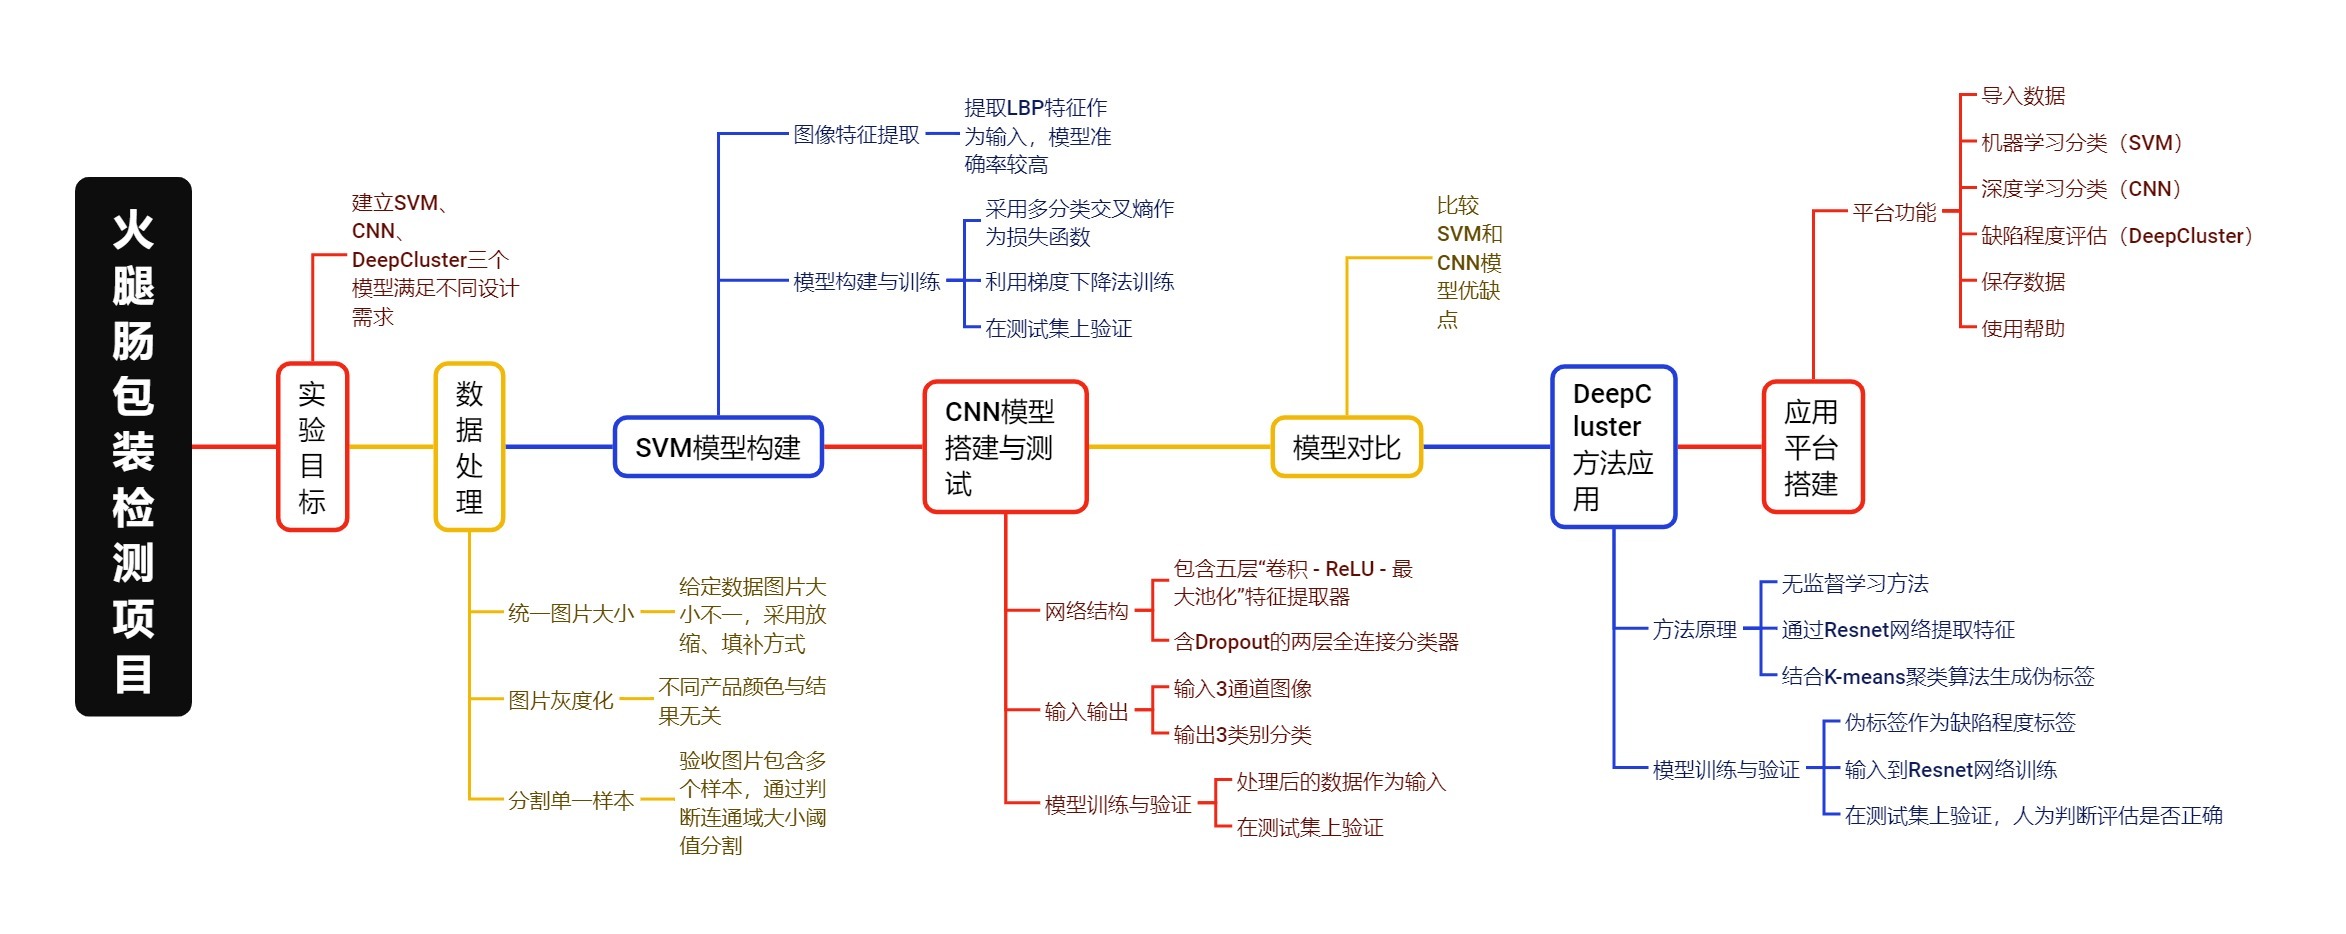 火腿肠包装检测项目
实验目标
建立SVM、
CNN、
DeepCluster三个
模型满足不同设计
需求
数据处理
统一图片大小
给定数据图片大
小不一，采用放
缩、填补方式
图片灰度化
不同产品颜色与结
果无关
分割单一样本
验收图片包含多
个样本，通过判
断连通域大小阈
值分割
SVM模型构建
图像特征提取
提取LBP特征作
为输入，模型准
确率较高
模型构建与训练
采用多分类交叉熵作
为损失函数
利用梯度下降法训练
在测试集上验证
CNN模型
搭建与测
试
网络结构
包含五层“卷积 - ReLU - 最
大池化”特征提取器
含Dropout的两层全连接分类器
输入输出
输入3通道图像
输出3类别分类
模型训练与验证
处理后的数据作为输入
在测试集上验证
模型对比
比较
SVM和
CNN模
型优缺
点
DeepC
luster
方法应
用
方法原理
无监督学习方法
通过Resnet网络提取特征
结合K-means聚类算法生成伪标签
模型训练与验证
伪标签作为缺陷程度标签
输入到Resnet网络训练
在测试集上验证，人为判断评估是否正确
应用
平台
搭建
平台功能
导入数据
机器学习分类（SVM）
深度学习分类（CNN）
缺陷程度评估（DeepCluster）
保存数据
使用帮助